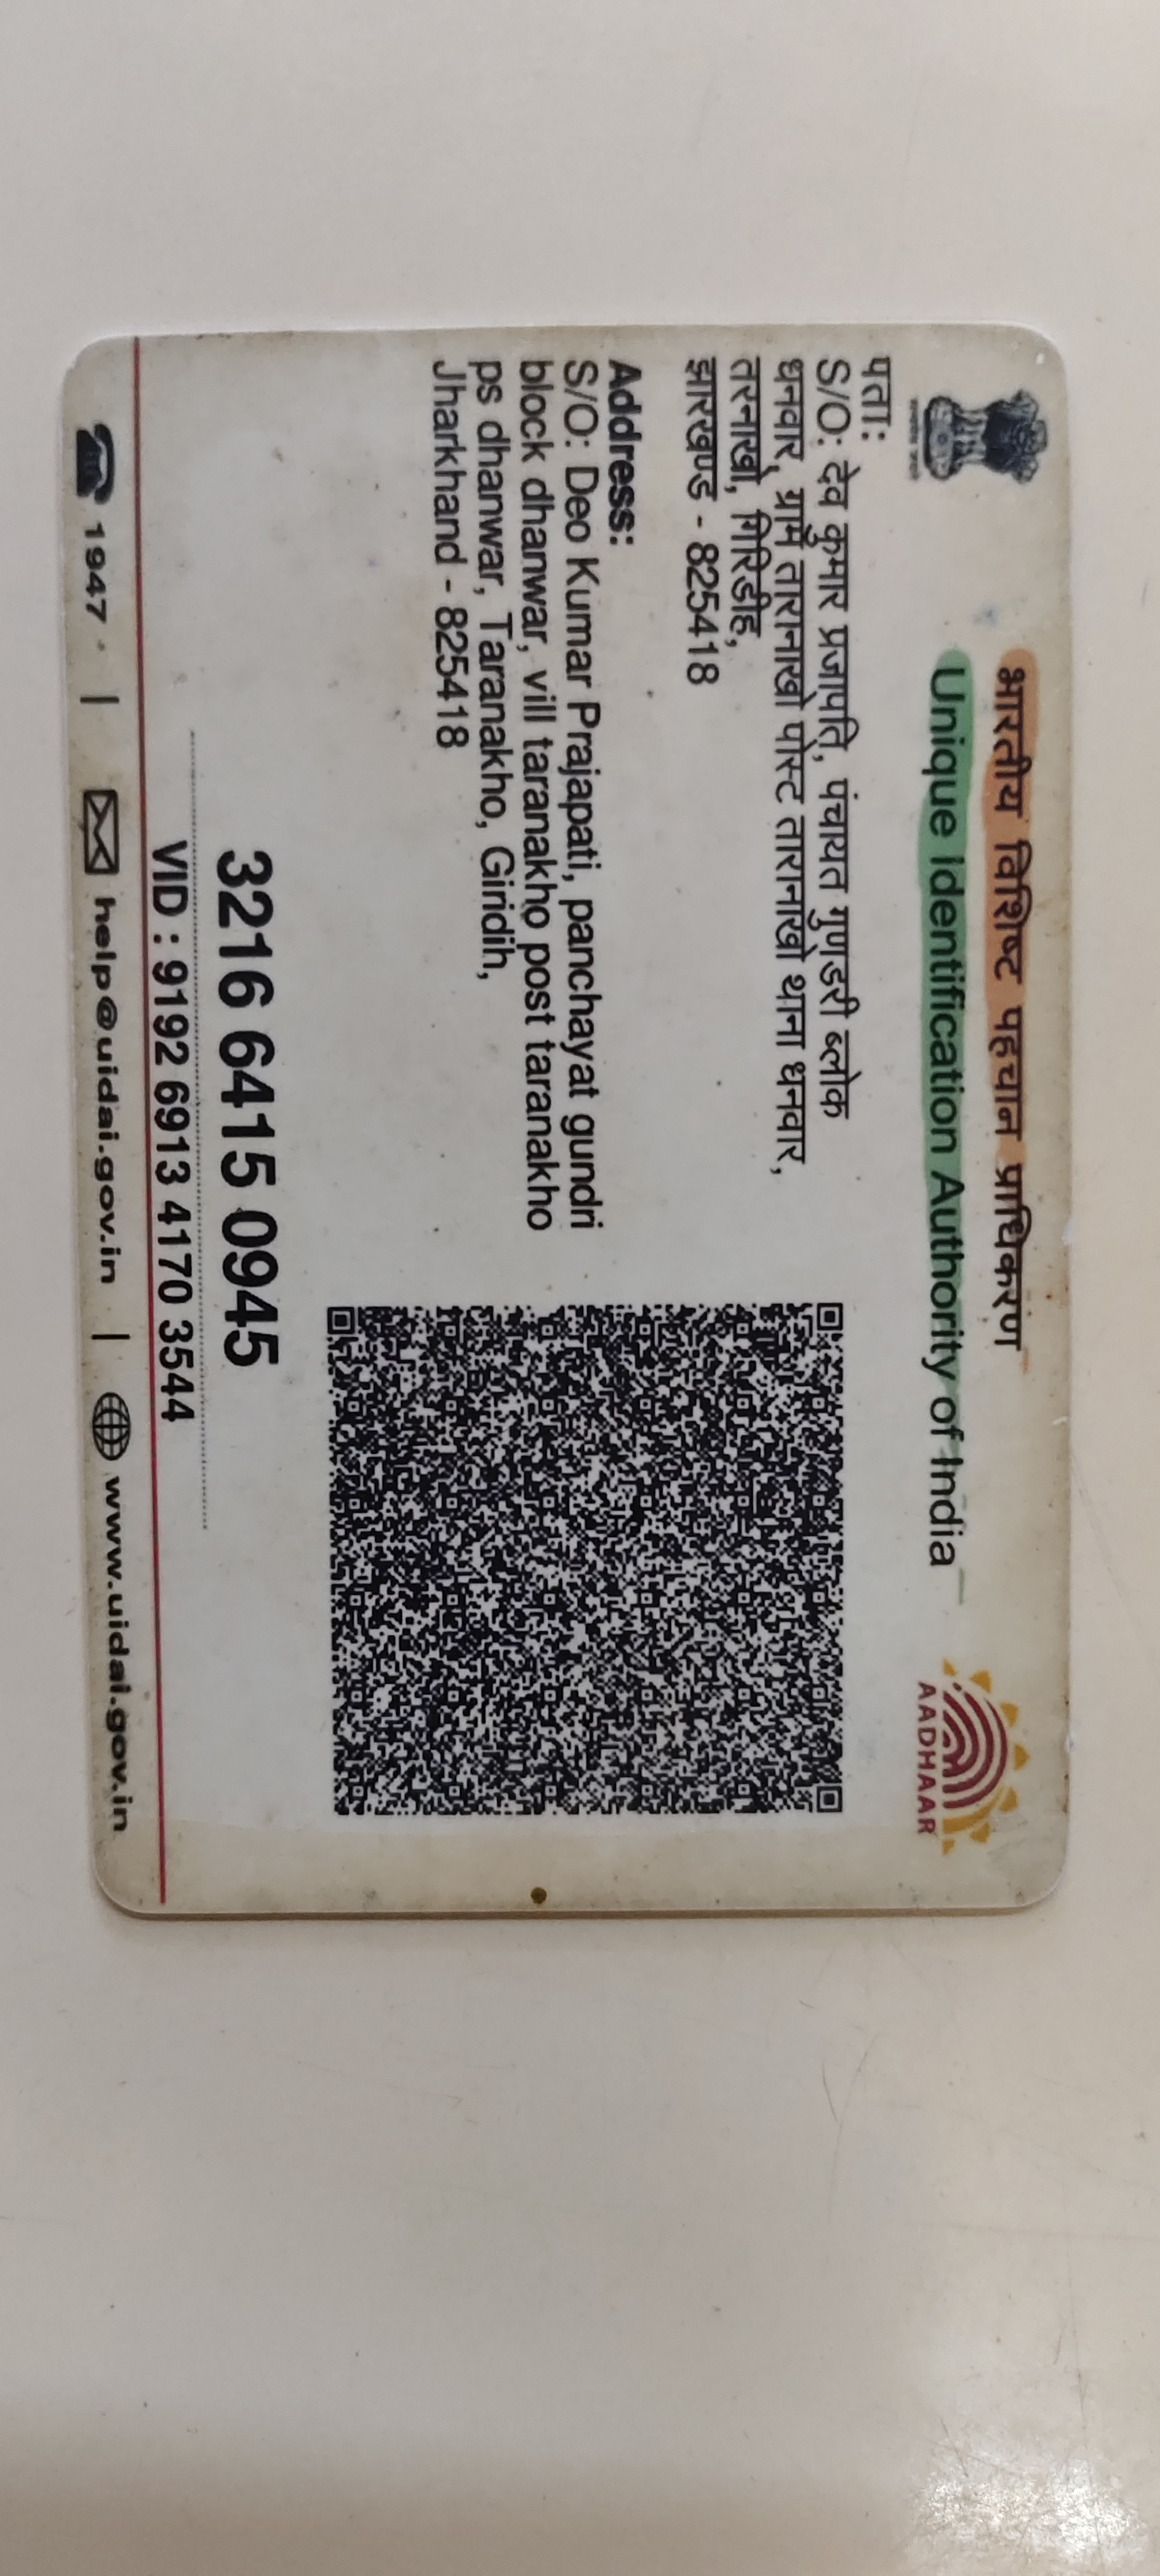 भारतीय विशिष्ट पहचान प्राधिकरण
Unique Identification Authority of India
AADHAAR
पता:
S/O: देव कुमार प्रजापति, पंचायत गुणडरी ब्लोक
धनवार, ग्राम तारानाखो पोस्ट तारानाखो थाना धनवार,
तरनाखो, गिरिडीह,
झारखण्ड - 825418
Address:
S/O: Deo Kumar Prajapati, panchayat gundri
block dhanwar, vill taranakho post taranakho
ps dhanwar, Taranakho, Giridih,
Jharkhand - 825418
3216 6415 0945
VID : 9192 6913 4170 3544
1947 | help@uidai.gov.in | www.uidai.gov.in